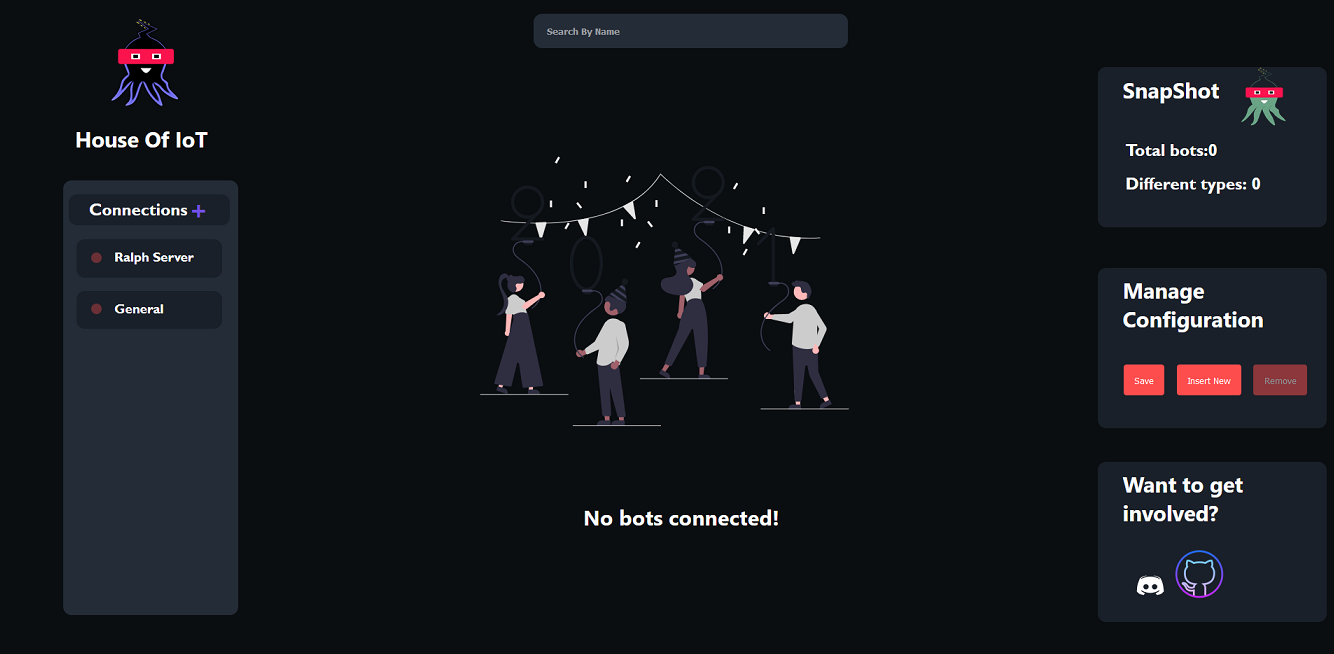 Search By Name
House Of IoT
Connections +
Ralph Server
General
2021
No bots connected!
SnapShot
Total bots:0
Different types: 0
Manage
Configuration
Save
Insert New
Remove
Want to get
involved?